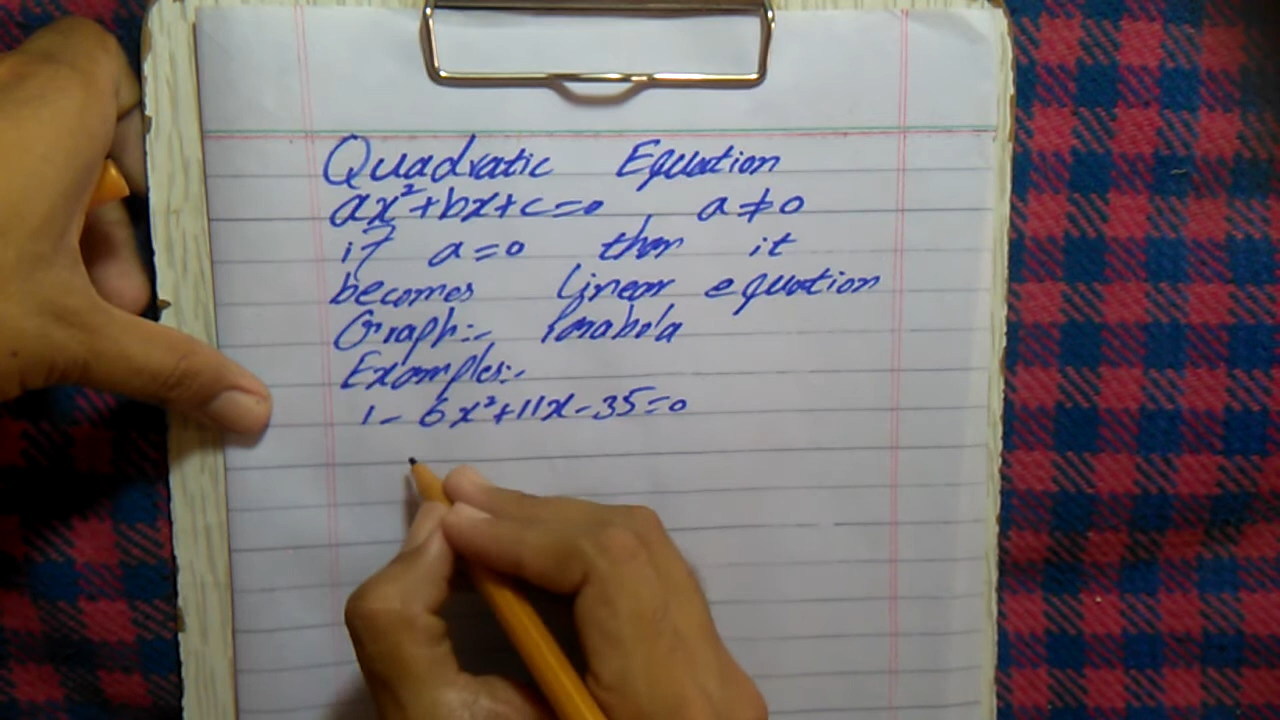 Quadratic Equation
ax²+bx+c=0 a≠0
if a=0 then it
becomes linear equation
Graph:- Parabola
Examples:-
1- 6x²+11x-35=0